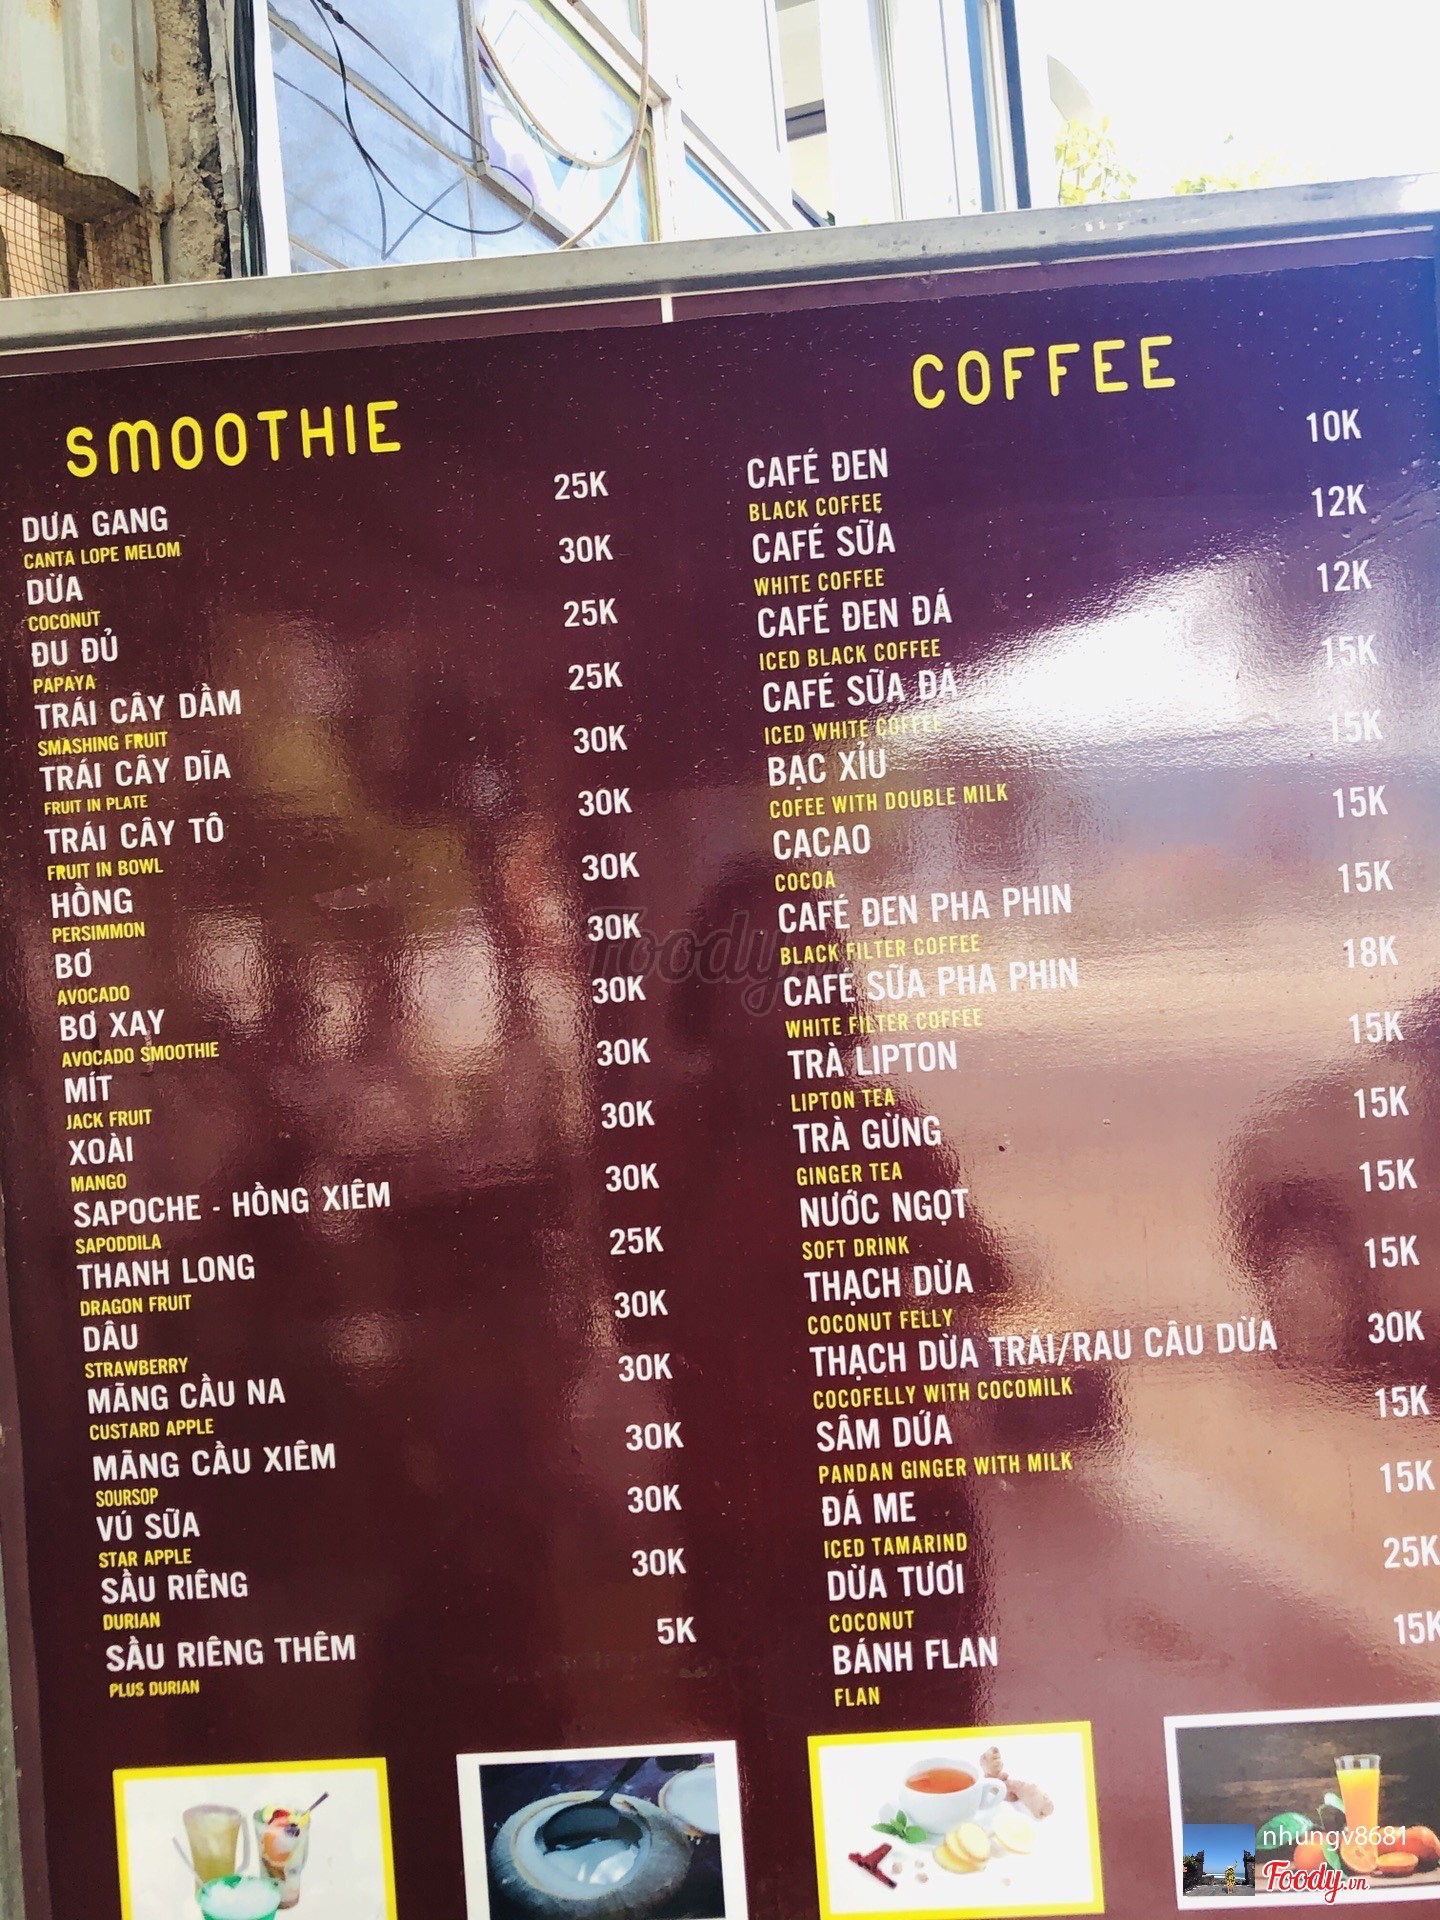 SMOOTHIE
DƯA GANG 25K
CANTA LOPE MELOM
DỪA 30K
COCONUT
ĐU ĐỦ 25K
PAPAYA
TRÁI CÂY DẦM 25K
SMASHING FRUIT
TRÁI CÂY DĨA 30K
FRUIT IN PLATE
TRÁI CÂY TÔ 30K
FRUIT IN BOWL
HỒNG 30K
PERSIMMON
BƠ 30K
AVOCADO
BƠ XAY 30K
AVOCADO SMOOTHIE
MÍT 30K
JACK FRUIT
XOÀI 30K
MANGO
SAPOCHE - HỒNG XIÊM 30K
SAPODDILA
THANH LONG 25K
DRAGON FRUIT
DÂU 30K
STRAWBERRY
MÃNG CẦU NA 30K
CUSTARD APPLE
MÃNG CẦU XIÊM 30K
SOURSOP
VÚ SỮA 30K
STAR APPLE
SẦU RIÊNG 30K
DURIAN
SẦU RIÊNG THÊM 5K
PLUS DURIAN
COFFEE
CAFÉ ĐEN 10K
BLACK COFFEE
CAFÉ SỮA 12K
WHITE COFFEE
CAFÉ ĐEN ĐÁ 12K
ICED BLACK COFFEE
CAFÉ SỮA ĐÁ 15K
ICED WHITE COFFEE
BẠC XỈU 15K
COFEE WITH DOUBLE MILK
CACAO 15K
COCOA
CAFÉ ĐEN PHA PHIN 15K
BLACK FILTER COFFEE
CAFÉ SỮA PHA PHIN 18K
WHITE FILTER COFFEE
TRÀ LIPTON 15K
LIPTON TEA
TRÀ GỪNG 15K
GINGER TEA
NƯỚC NGỌT 15K
SOFT DRINK
THẠCH DỪA 15K
COCONUT FELLY
THẠCH DỪA TRÁI/RAU CÂU DỪA 30K
COCOFELLY WITH COCOMILK
SÂM DỨA 15K
PANDAN GINGER WITH MILK
ĐÁ ME 15K
ICED TAMARIND
DỪA TƯƠI 25K
COCONUT
BÁNH FLAN 15K
FLAN
Foody
nhungv8681
Foody.vn